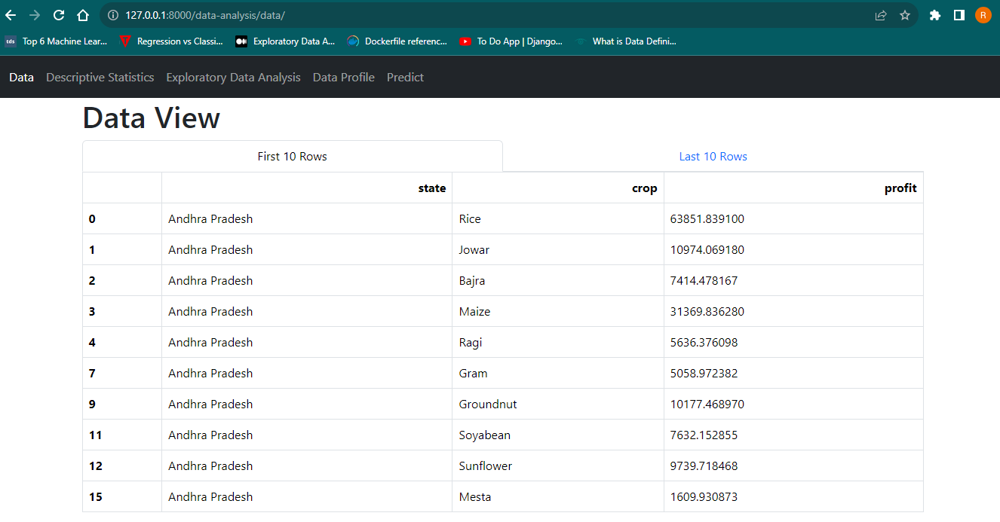 127.0.0.1:8000/data-analysis/data/
R
tds Top 6 Machine Lear... Regression vs Classi... Exploratory Data A... Dockerfile referenc... To Do App | Django... What is Data Defini...
Data Descriptive Statistics Exploratory Data Analysis Data Profile Predict
Data View
First 10 Rows Last 10 Rows
state crop profit
0 Andhra Pradesh Rice 63851.839100
1 Andhra Pradesh Jowar 10974.069180
2 Andhra Pradesh Bajra 7414.478167
3 Andhra Pradesh Maize 31369.836280
4 Andhra Pradesh Ragi 5636.376098
7 Andhra Pradesh Gram 5058.972382
9 Andhra Pradesh Groundnut 10177.468970
11 Andhra Pradesh Soyabean 7632.152855
12 Andhra Pradesh Sunflower 9739.718468
15 Andhra Pradesh Mesta 1609.930873